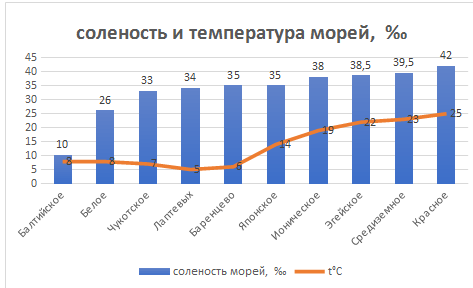 соленость и температура морей, ‰
45
40
35
30
25
20
15
10
5
0
10
26
33
34
35
35
38
38,5
39,5
42
8
8
7
5
6
14
19
22
23
25
Балтийское
Белое
Чукотское
Лаптевых
Баренцево
Японское
Ионическое
Эгейское
Средиземное
Красное
соленость морей, ‰
t°C